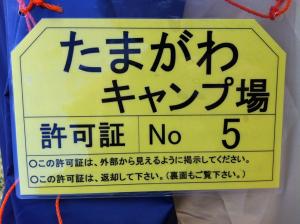 たまがわ
キャンプ場
許可証 No 5
○この許可証は、外部から見えるように掲示してください。
○この許可証は、返却して下さい。(裏面もご覧下さい。)